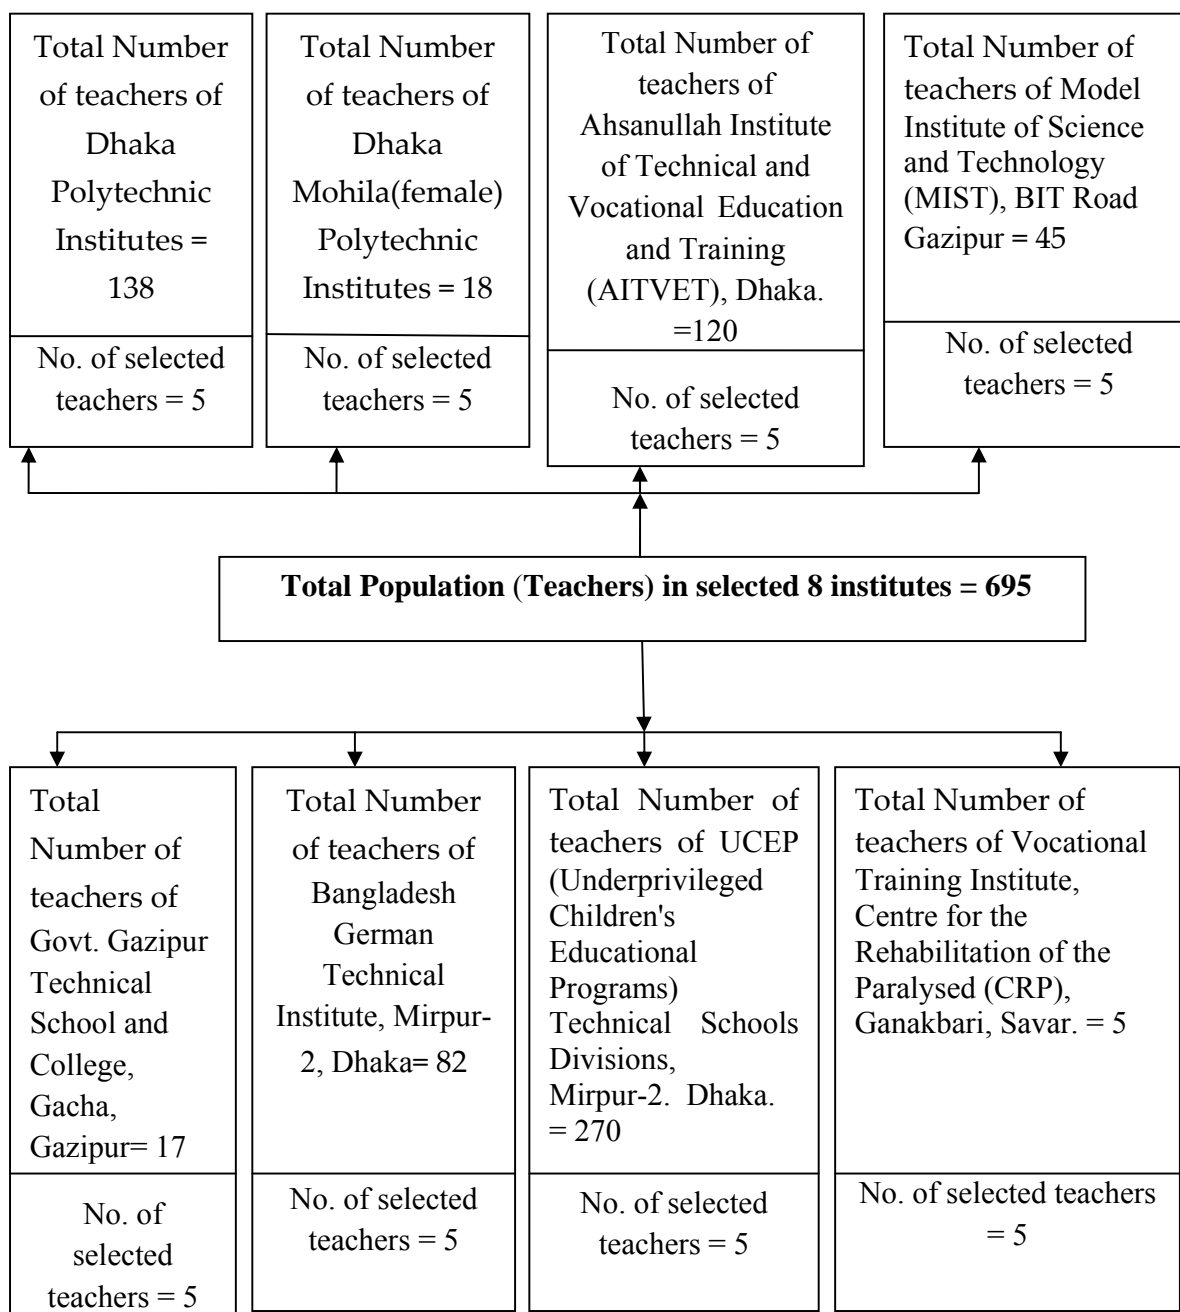 Total Number
of teachers of
Dhaka
Polytechnic
Institutes =
138
No. of selected
teachers = 5
Total Number
of teachers of
Dhaka
Mohila(female)
Polytechnic
Institutes = 18
No. of selected
teachers = 5
Total Number of
teachers of
Ahsanullah Institute
of Technical and
Vocational Education
and Training
(AITVET), Dhaka.
=120
No. of selected
teachers = 5
Total Number of
teachers of Model
Institute of Science
and Technology
(MIST), BIT Road
Gazipur = 45
No. of selected
teachers = 5
Total Population (Teachers) in selected 8 institutes = 695
Total
Number of
teachers of
Govt. Gazipur
Technical
School and
College,
Gacha,
Gazipur= 17
No. of
selected
teachers = 5
Total Number
of teachers of
Bangladesh
German
Technical
Institute, Mirpur-
2, Dhaka= 82
No. of selected
teachers = 5
Total Number of
teachers of UCEP
(Underprivileged
Children's
Educational
Programs)
Technical Schools
Divisions,
Mirpur-2. Dhaka.
= 270
No. of selected
teachers = 5
Total Number of
teachers of Vocational
Training Institute,
Centre for the
Rehabilitation of the
Paralysed (CRP),
Ganakbari, Savar. = 5
No. of selected teachers
= 5